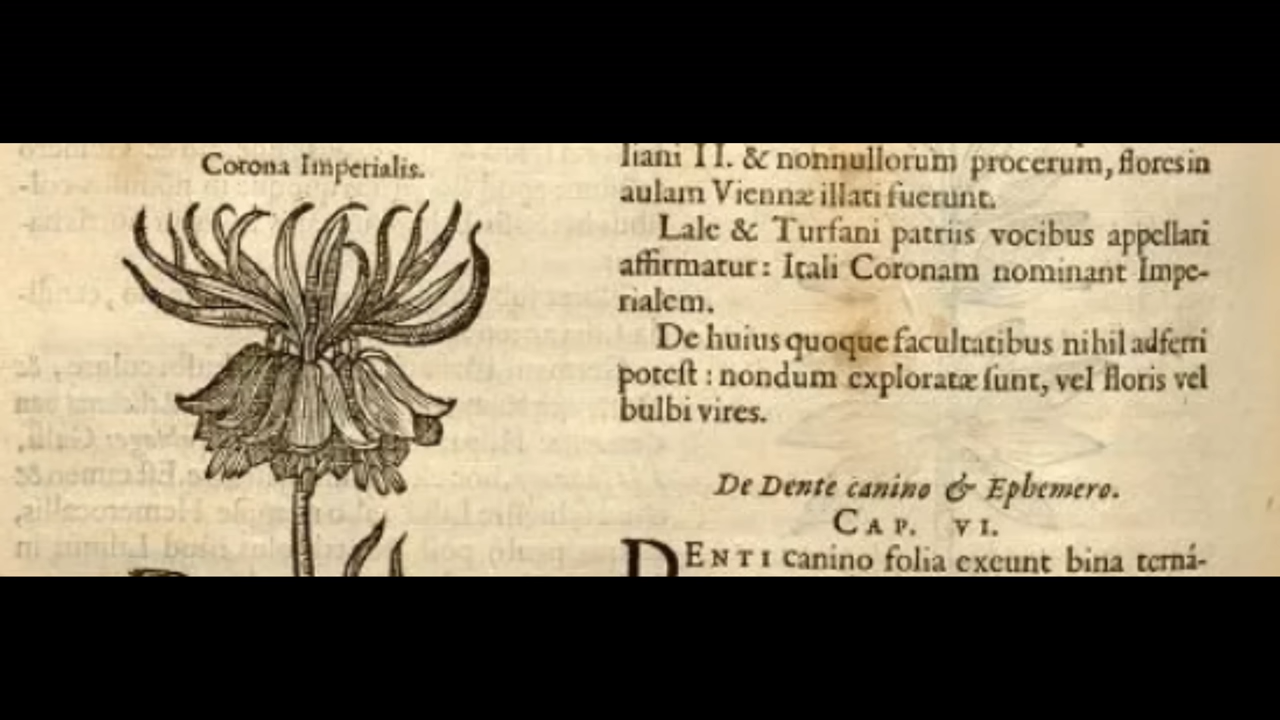 Corona Imperialis.
liani II. & nonnullorum procerum, flores in
aulam Viennæ illati fuerunt.
Lale & Turfani patriis vocibus appellari
affirmatur: Itali Coronam nominant Impe-
rialem.
De huius quoque facultatibus nihil adferri
potest: nondum exploratæ sunt, vel floris vel
bulbi vires.
De Dente canino & Ephemero.
CAP. VI.
DENTI canino folia exeunt bina terná-